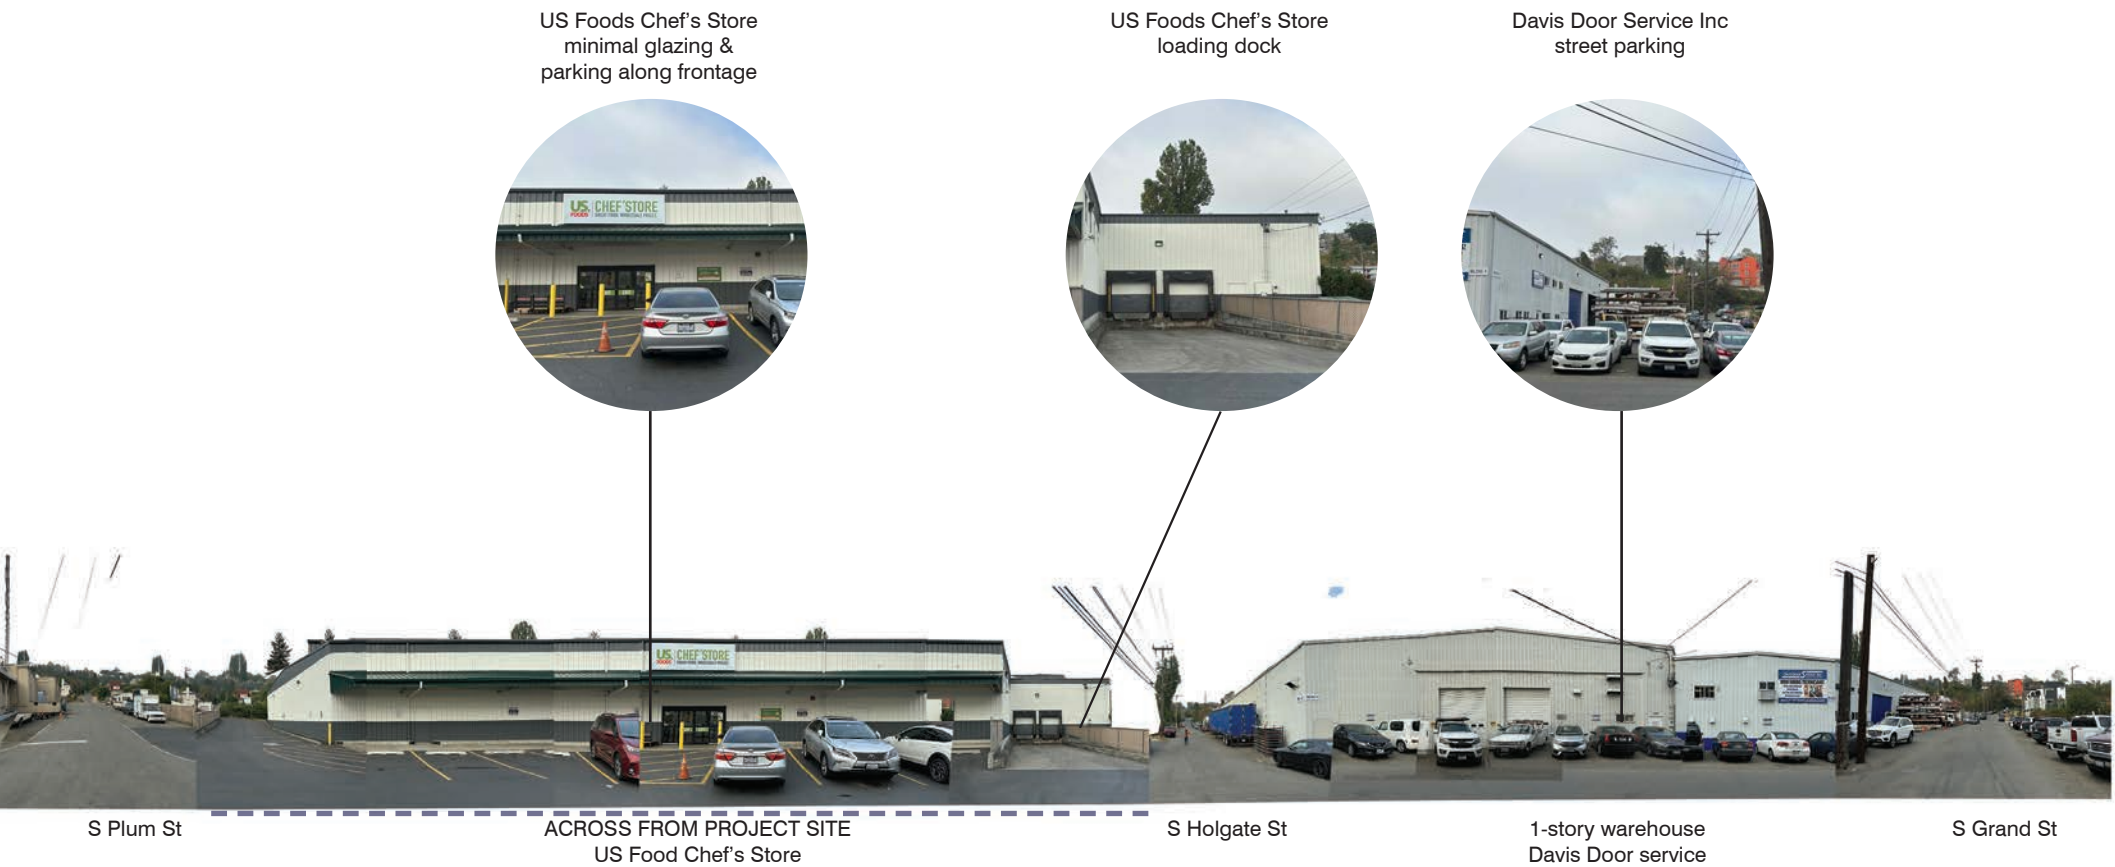 US Foods Chef's Store
minimal glazing &
parking along frontage
US Foods Chef's Store
loading dock
Davis Door Service Inc
street parking
US.
FOODS
CHEF'STORE
US.
FOODS
CHEF'STORE
S Plum St
ACROSS FROM PROJECT SITE
US Food Chef's Store
S Holgate St
1-story warehouse
Davis Door service
S Grand St